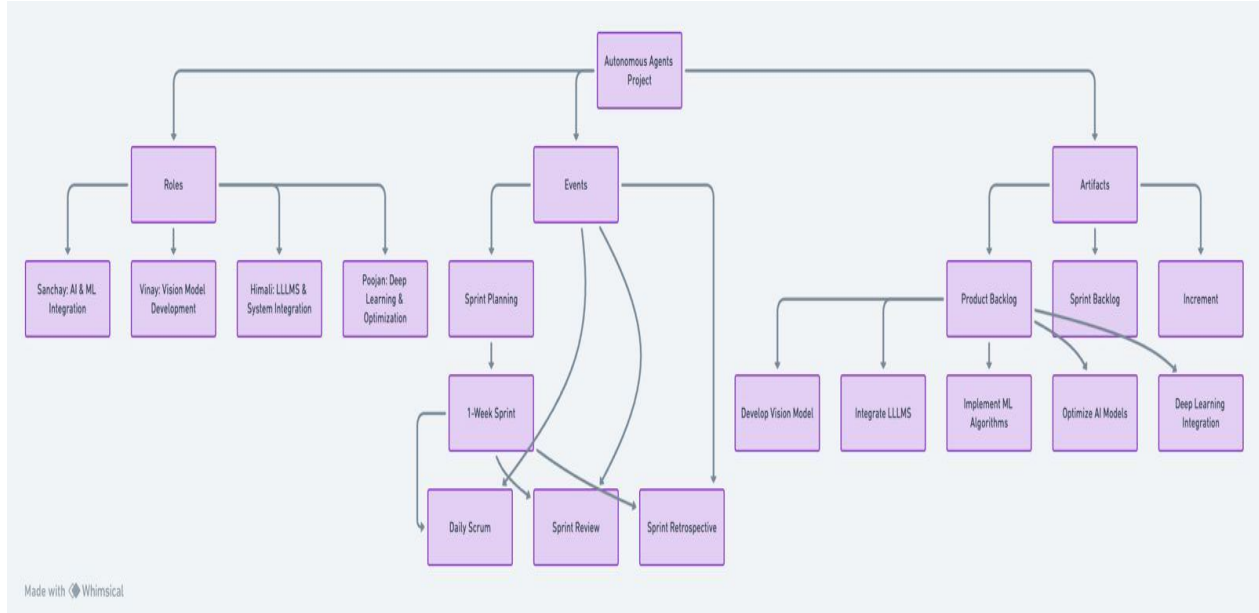 Autonomous Agents
Project
Roles
Events
Artifacts
Sanchay: AI & ML
Integration
Vinay: Vision Model
Development
Himali: LLLMS &
System Integration
Poojan: Deep
Learning &
Optimization
Sprint Planning
Product Backlog
Sprint Backlog
Increment
1-Week Sprint
Develop Vision Model
Integrate LLLMS
Implement ML
Algorithms
Optimize AI Models
Deep Learning
Integration
Daily Scrum
Sprint Review
Sprint Retrospective
Made with Whimsical